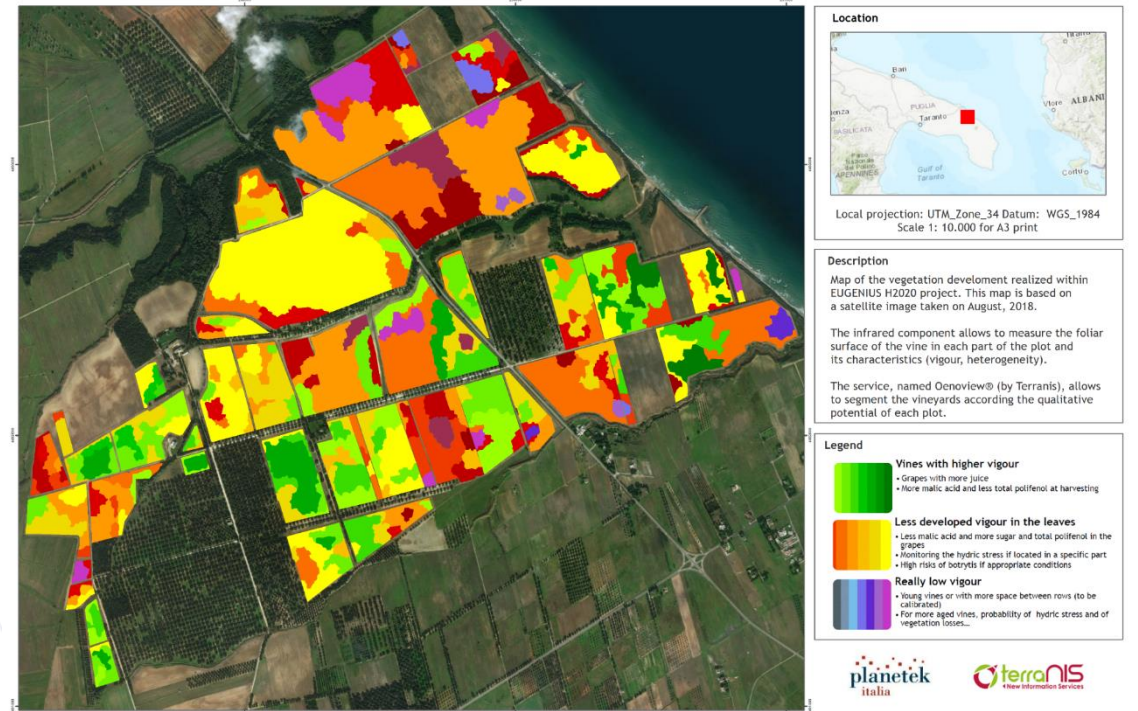 Location
Bari
PUGLIA
Taranto
Vlore
ALBANI
BASILICATA
APENNINES
Gulf of
Taranto
Corfu
Local projection: UTM_Zone_34 Datum: WGS_1984
Scale 1: 10.000 for A3 print
Description
Map of the vegetation develoment realized within
EUGENIUS H2020 project. This map is based on
a satellite image taken on August, 2018.
The infrared component allows to measure the foliar
surface of the vine in each part of the plot and
its characteristics (vigour, heterogeneity).
The service, named Oenoview® (by Terranis), allows
to segment the vineyards according the qualitative
potential of each plot.
Legend
Vines with higher vigour
• Grapes with more juice
• More malic acid and less total polifenol at harvesting
Less developed vigour in the leaves
• Less malic acid and more sugar and total polifenol in the
grapes
• Monitoring the hydric stress if located in a specific part
• High risks of botrytis if appropriate conditions
Really low vigour
• Young vines or with more space between rows (to be
calibrated)
• For more aged vines, probability of hydric stress and of
vegetation losses...
planetek
italia
terraNIS
New Information Services